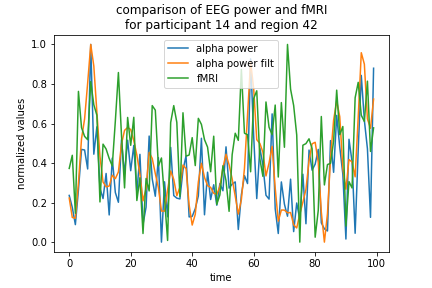 comparison of EEG power and fMRI
for participant 14 and region 42
alpha power
alpha power filt
fMRI
normalized values
1.0
0.8
0.6
0.4
0.2
0.0
0
20
40
60
80
100
time